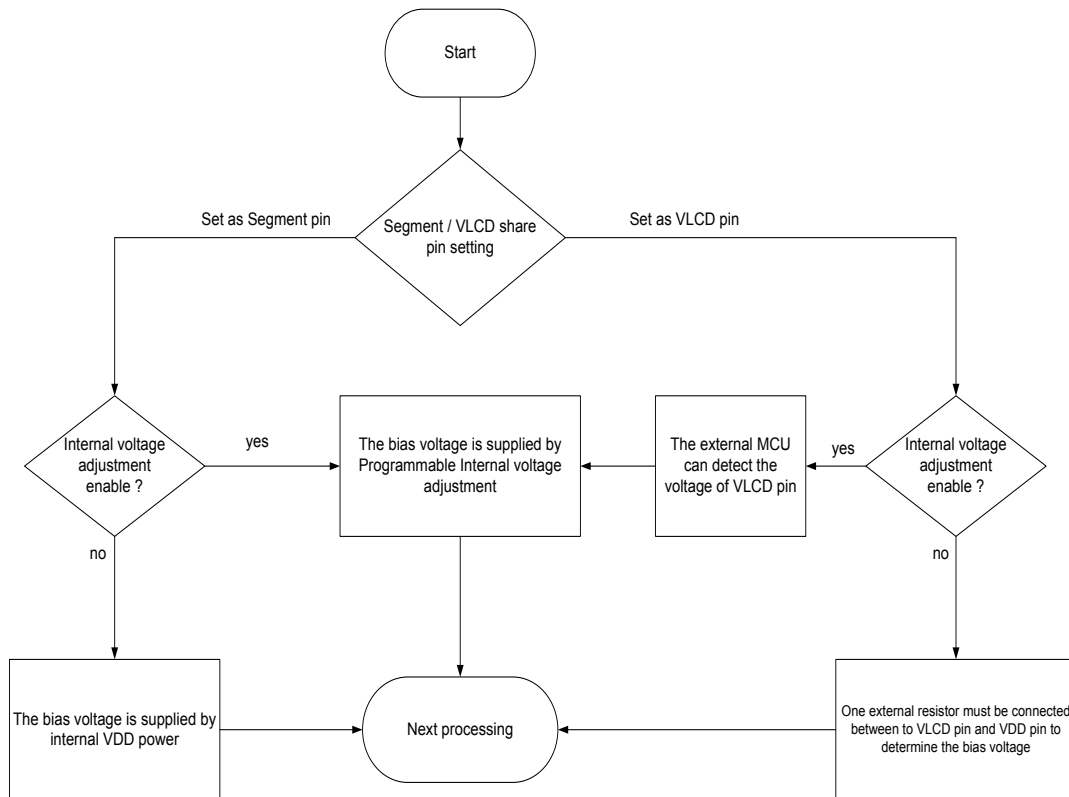 Start
Segment / VLCD share
pin setting
Set as Segment pin
Set as VLCD pin
Internal voltage
adjustment
enable ?
yes
The bias voltage is supplied by
Programmable Internal voltage
adjustment
The external MCU
can detect the
voltage of VLCD pin
yes
Internal voltage
adjustment
enable ?
no
no
The bias voltage is supplied by
internal VDD power
Next processing
One external resistor must be connected
between to VLCD pin and VDD pin to
determine the bias voltage